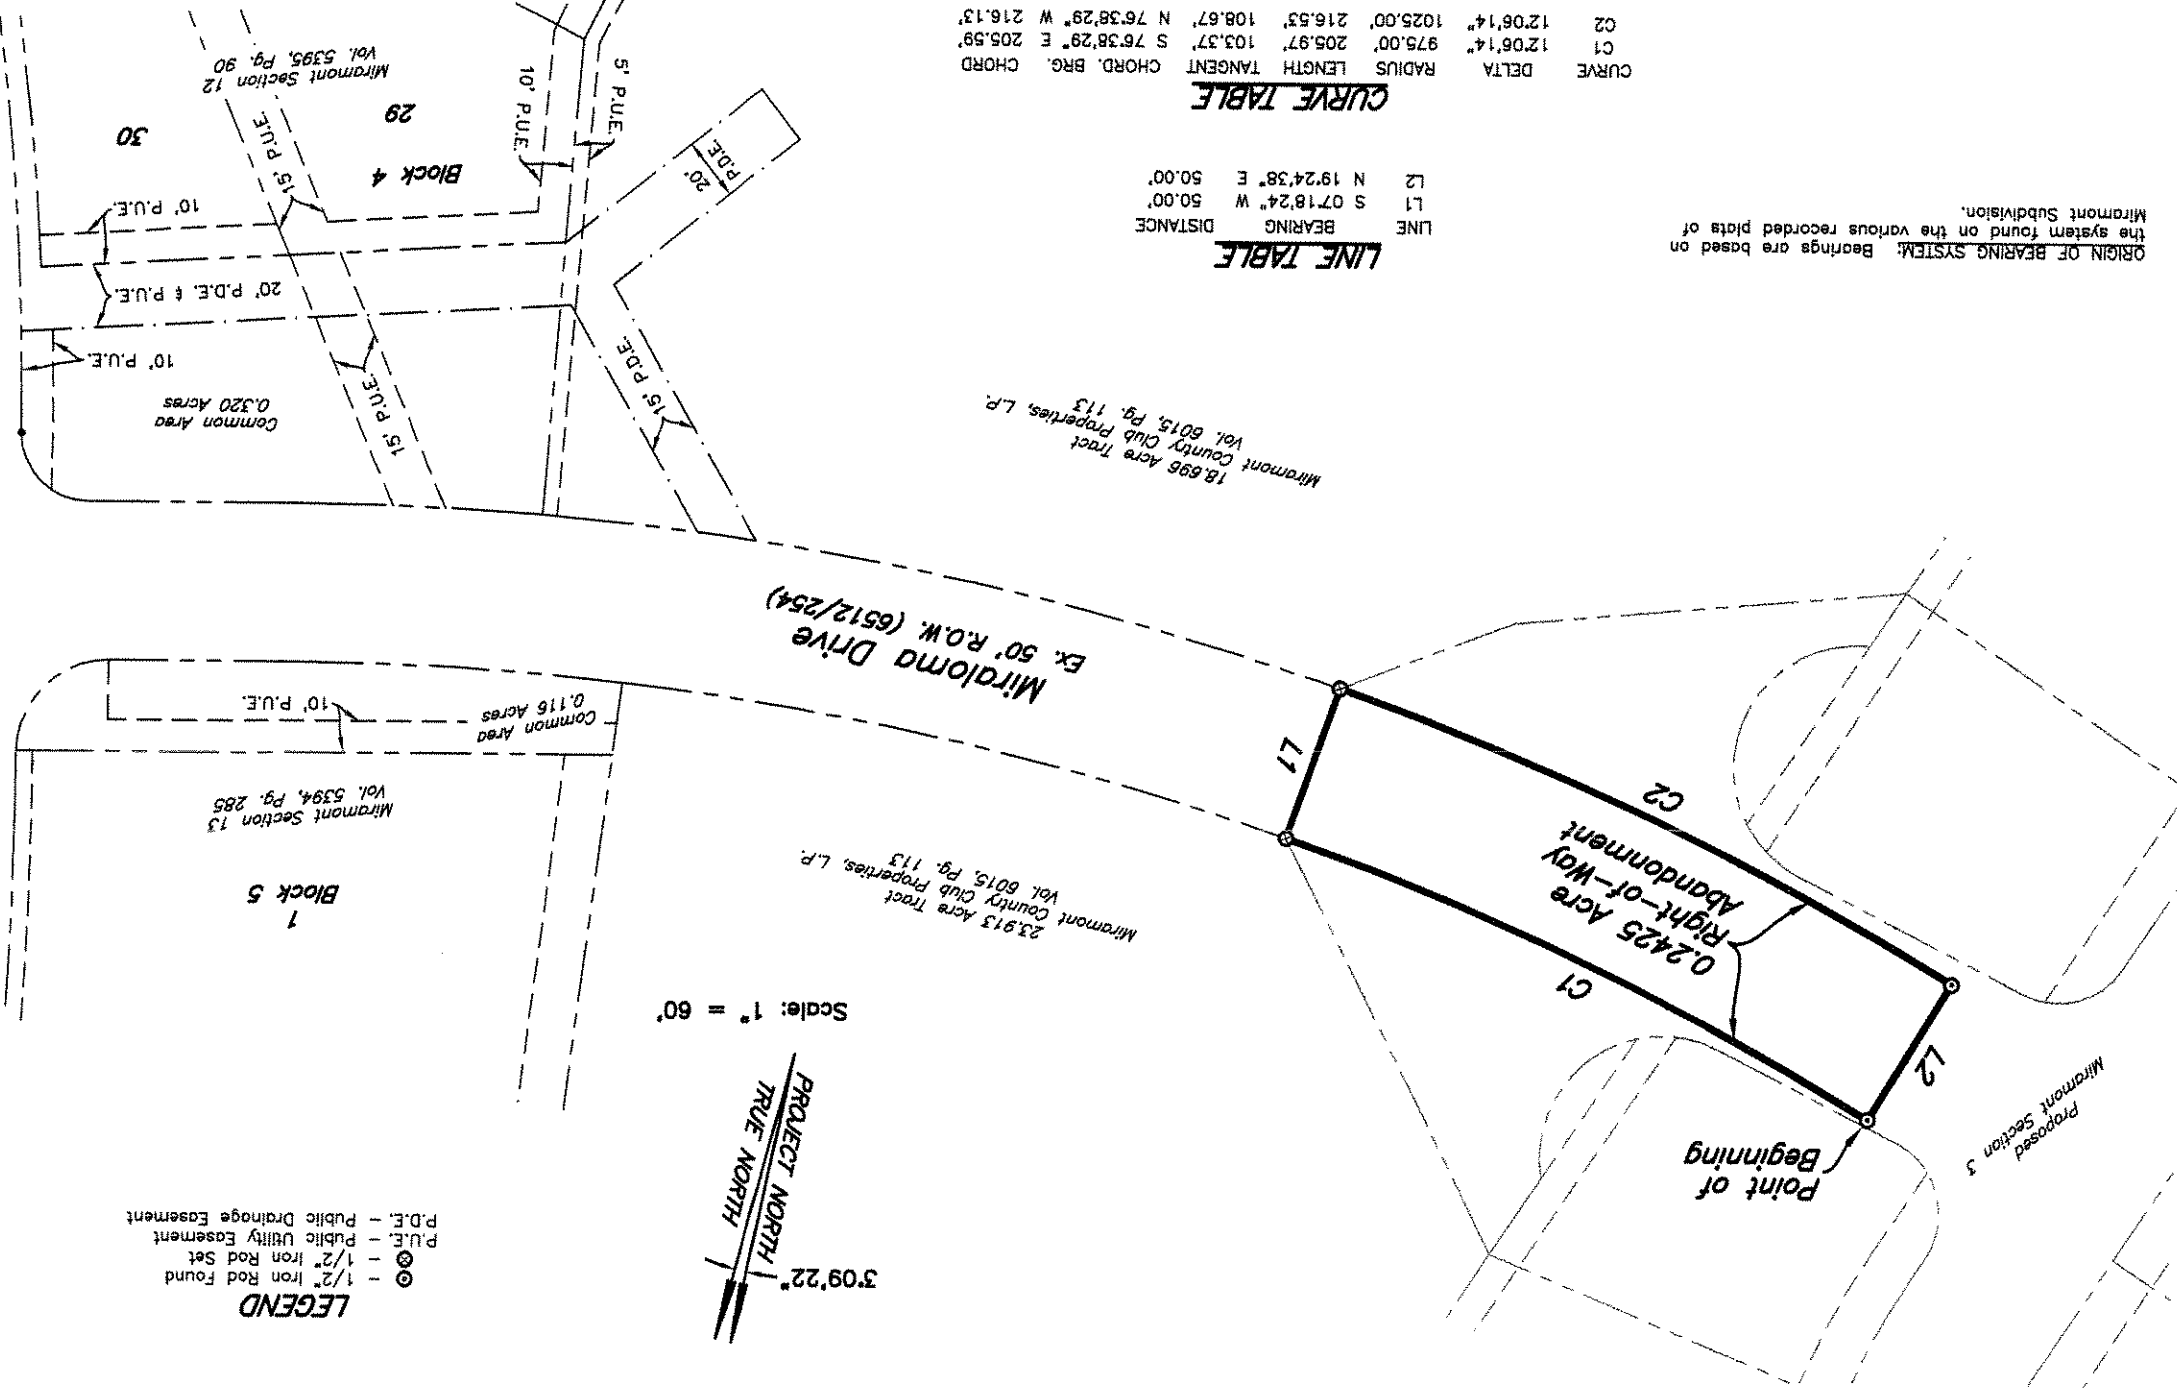 LEGEND
⊙ - 1/2" Iron Rod Found
⊗ - 1/2" Iron Rod Set
P.U.E. - Public Utility Easement
P.D.E. - Public Drainage Easement
3°09'22"
PROJECT NORTH
TRUE NORTH
Scale: 1" = 60'
Point of
Beginning
Proposed
Miramont Section 3
L2
C1
0.2425 Acre
Right-of-Way
Abandonment
C2
L1
1
Block 5
Miramont Section 13
Vol. 5394, Pg. 285
23.913 Acre Tract
Miramont Country Club Properties, L.P.
Vol. 6015, Pg. 113
Common Area
0.116 Acres
10' P.U.E.
Miraloma Drive
Ex. 50' R.O.W. (6512/254)
18.696 Acre Tract
Miramont Country Club Properties, L.P.
Vol. 6015, Pg. 113
Common Area
0.320 Acres
15' P.U.E.
15' P.D.E.
10' P.U.E.
20' P.D.E. & P.U.E.
10' P.U.E.
ORIGIN OF BEARING SYSTEM: Bearings are based on
the system found on the various recorded plats of
Miramont Subdivision.
LINE TABLE
LINE BEARING DISTANCE
L1 S 07°18'24" W 50.00'
L2 N 19°24'38" E 50.00'
20'
P.D.E.
Block 4
29
30
15' P.U.E.
10' P.U.E.
5' P.U.E.
Miramont Section 12
Vol. 5395, Pg. 90
CURVE TABLE
CURVE DELTA RADIUS LENGTH TANGENT CHORD. BRG. CHORD
C1 12°06'14" 975.00' 205.97' 103.37' S 76°38'29" E 205.59'
C2 12°06'14" 1025.00' 216.53' 108.67' N 76°38'29" W 216.13'